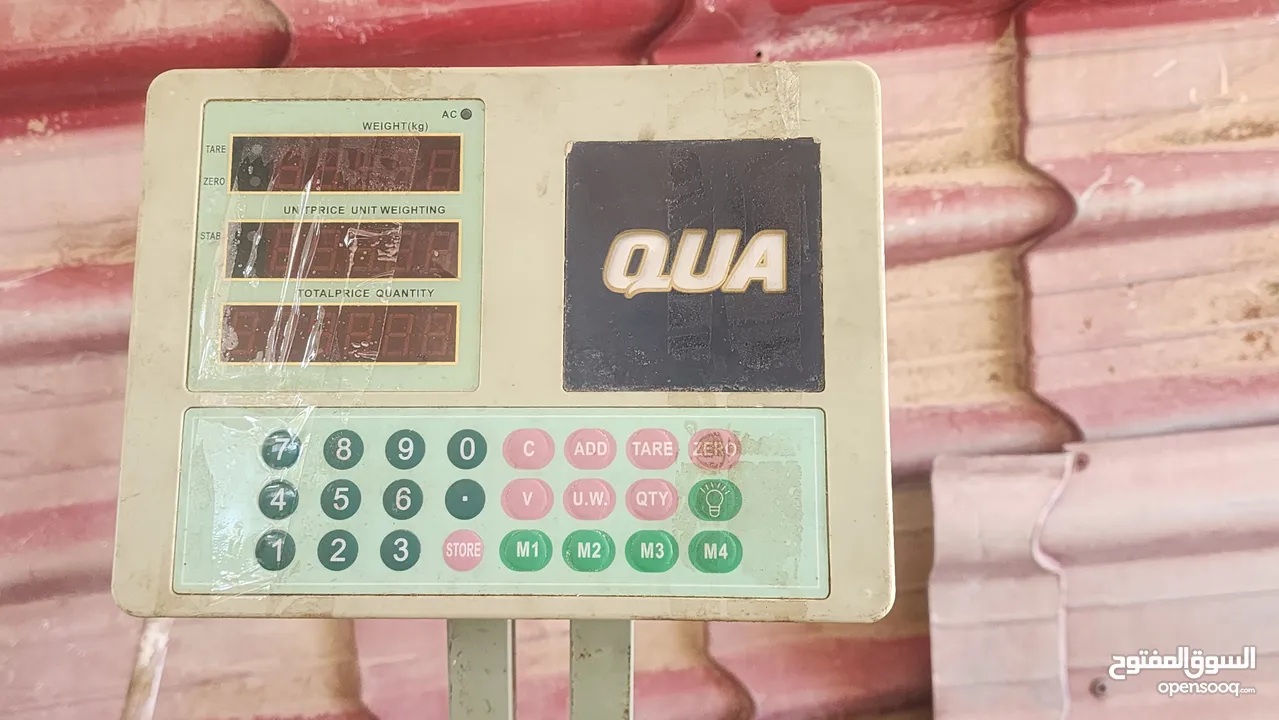 AC
WEIGHT(kg)
TARE
ZERO
UNITPRICE UNIT WEIGHTING
STAB
TOTALPRICE QUANTITY
QUA
7 8 9 0 C ADD TARE ZERO
4 5 6 . V U.W. QTY
1 2 3 STORE M1 M2 M3 M4
السوق المفتوح
opensooq.com